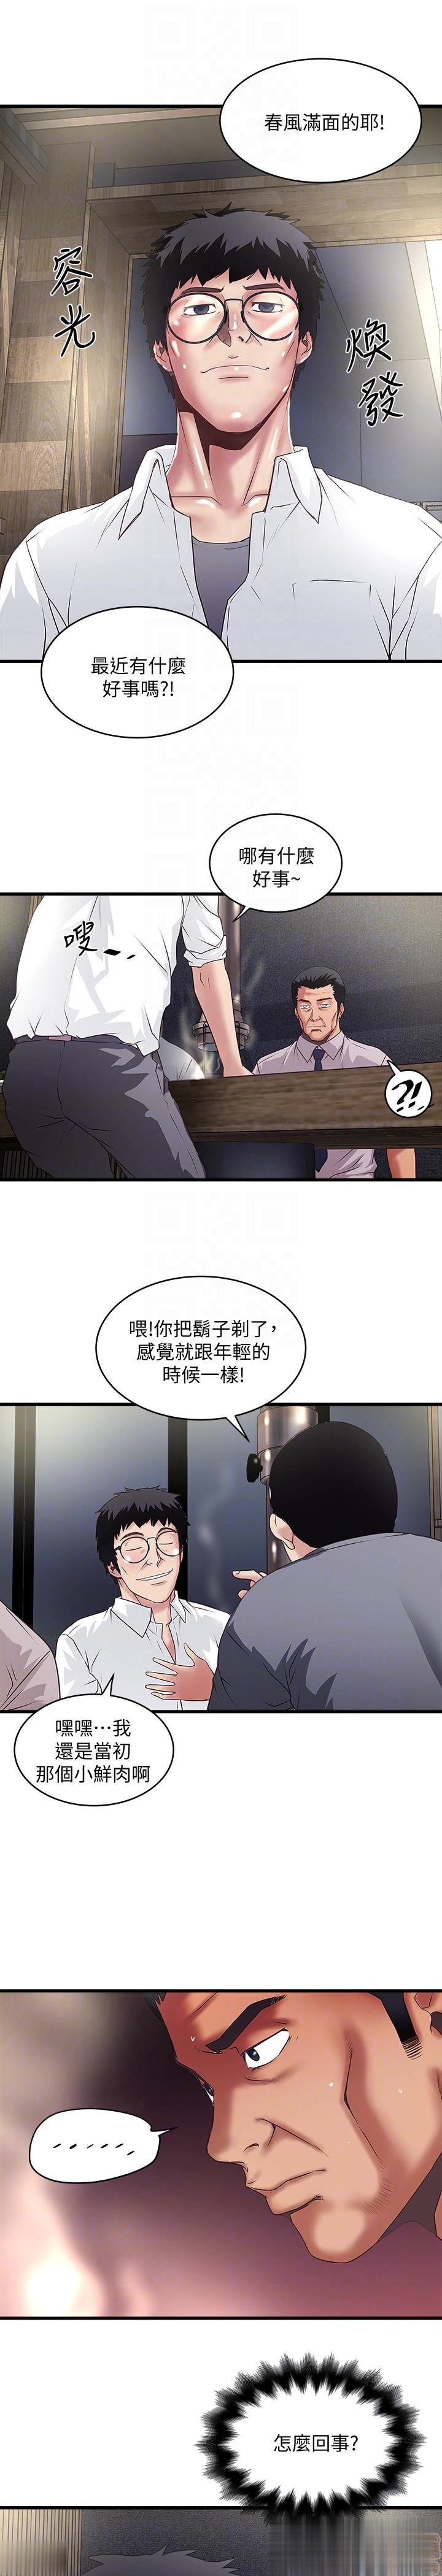 春風滿面的耶!
容光
煥發
最近有什麼
好事嗎?!
哪有什麼
好事~
嗖
?!
喂!你把鬍子剃了,
感覺就跟年輕的
時候一樣!
嘿嘿…我
還是當初
那個小鮮肉啊
. . . . . . .
怎麼回事?